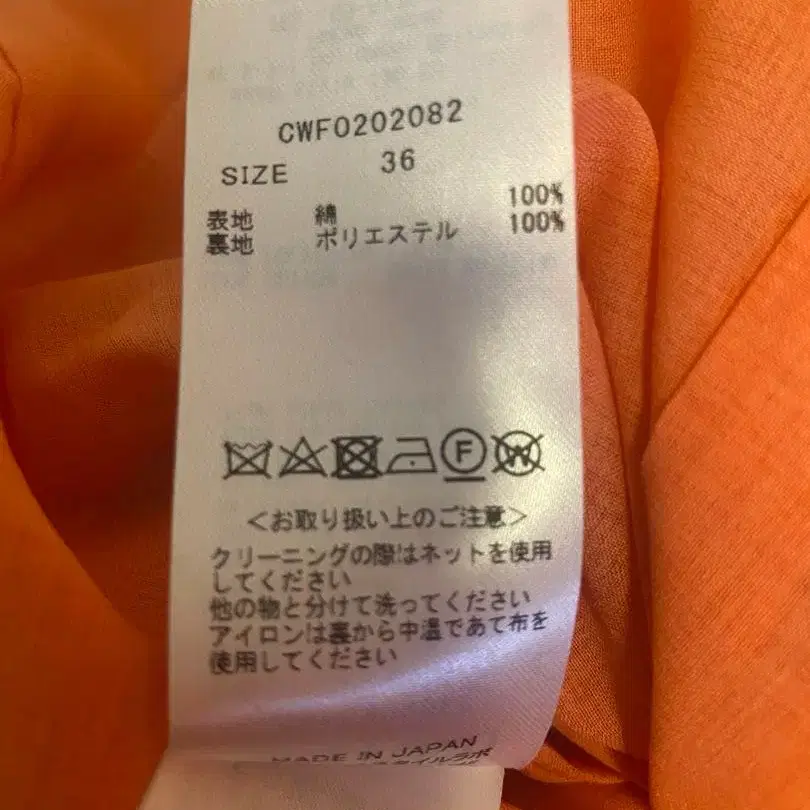 CWF0202082
SIZE 36
表地 綿 100%
裏地 ポリエステル 100%
F W
<お取り扱い上のご注意>
クリーニングの際はネットを使用
してください
他の物と分けて洗ってください
アイロンは裏から中温であて布を
使用してください
MADE IN JAPAN